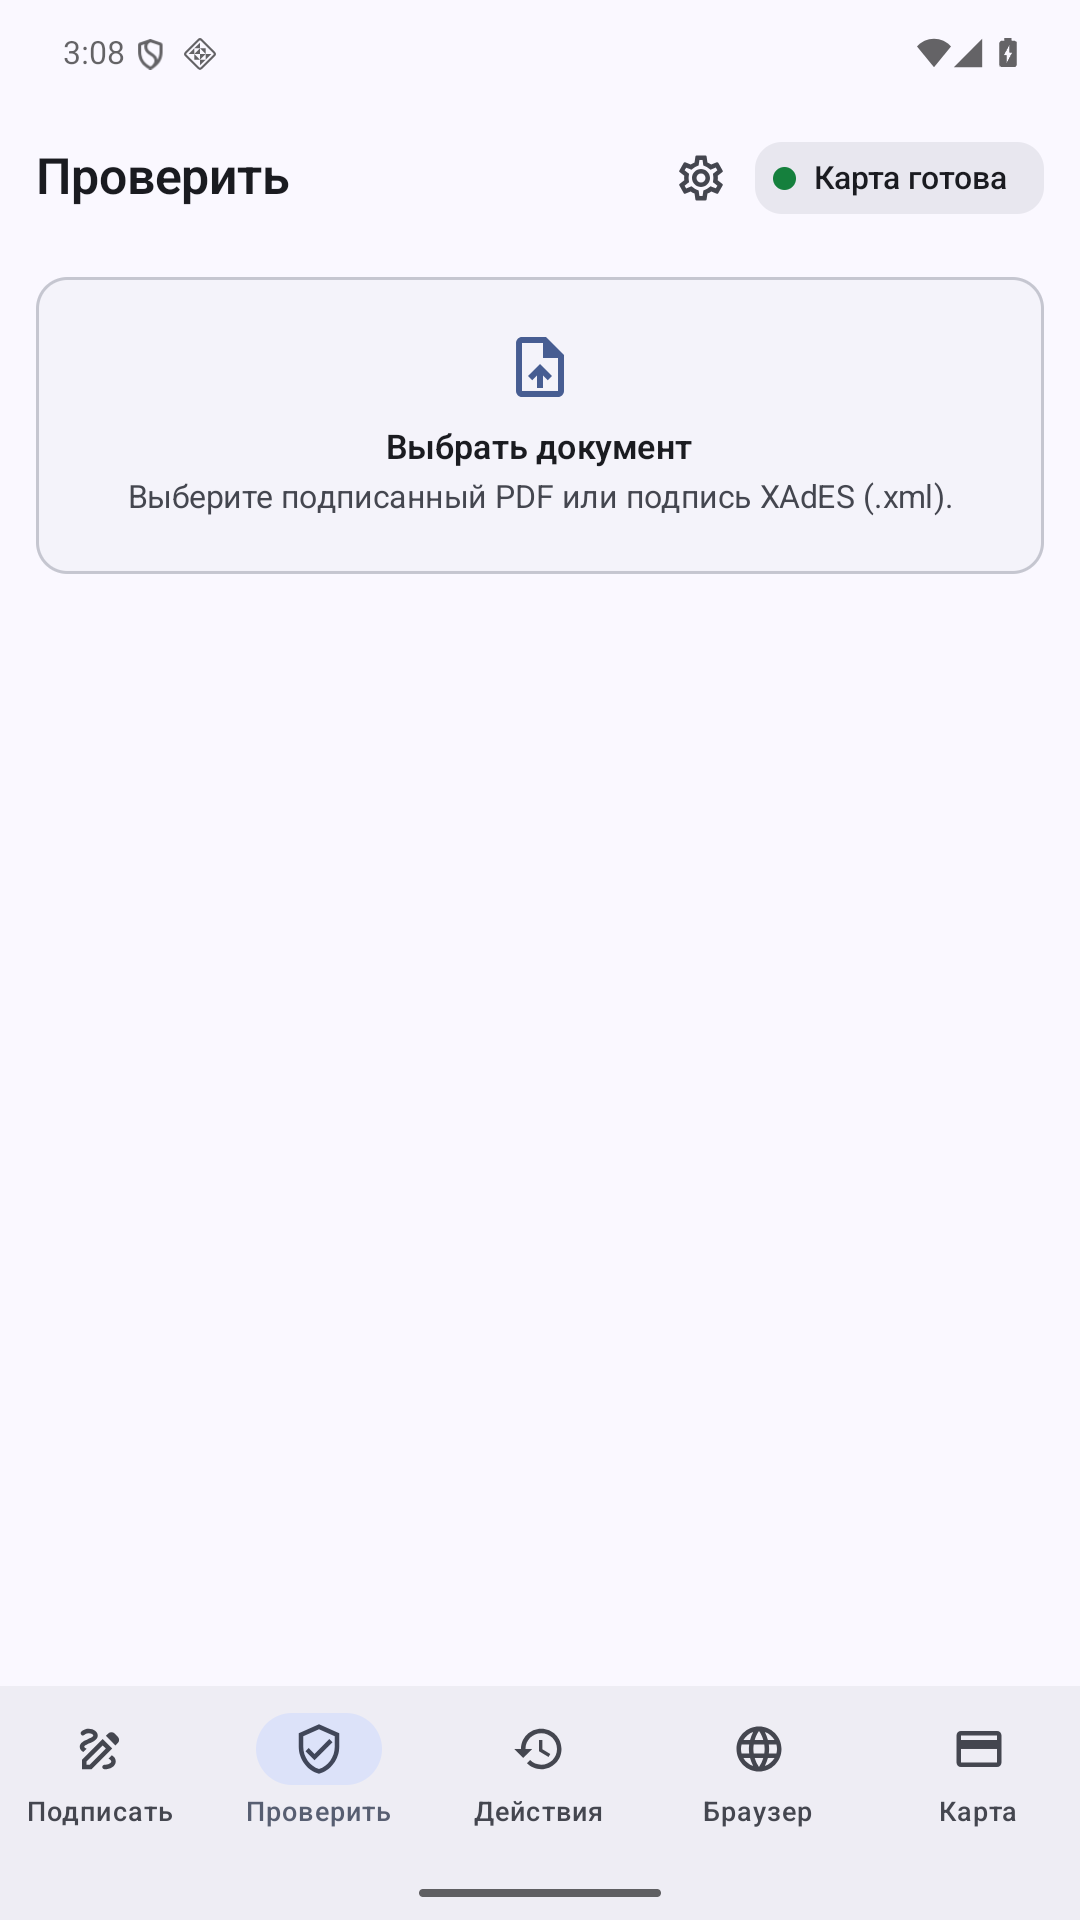 3:08
Проверить
Карта готова
Выбрать документ
Выберите подписанный PDF или подпись XAdES (.xml).
Подписать
Проверить
Действия
Браузер
Карта